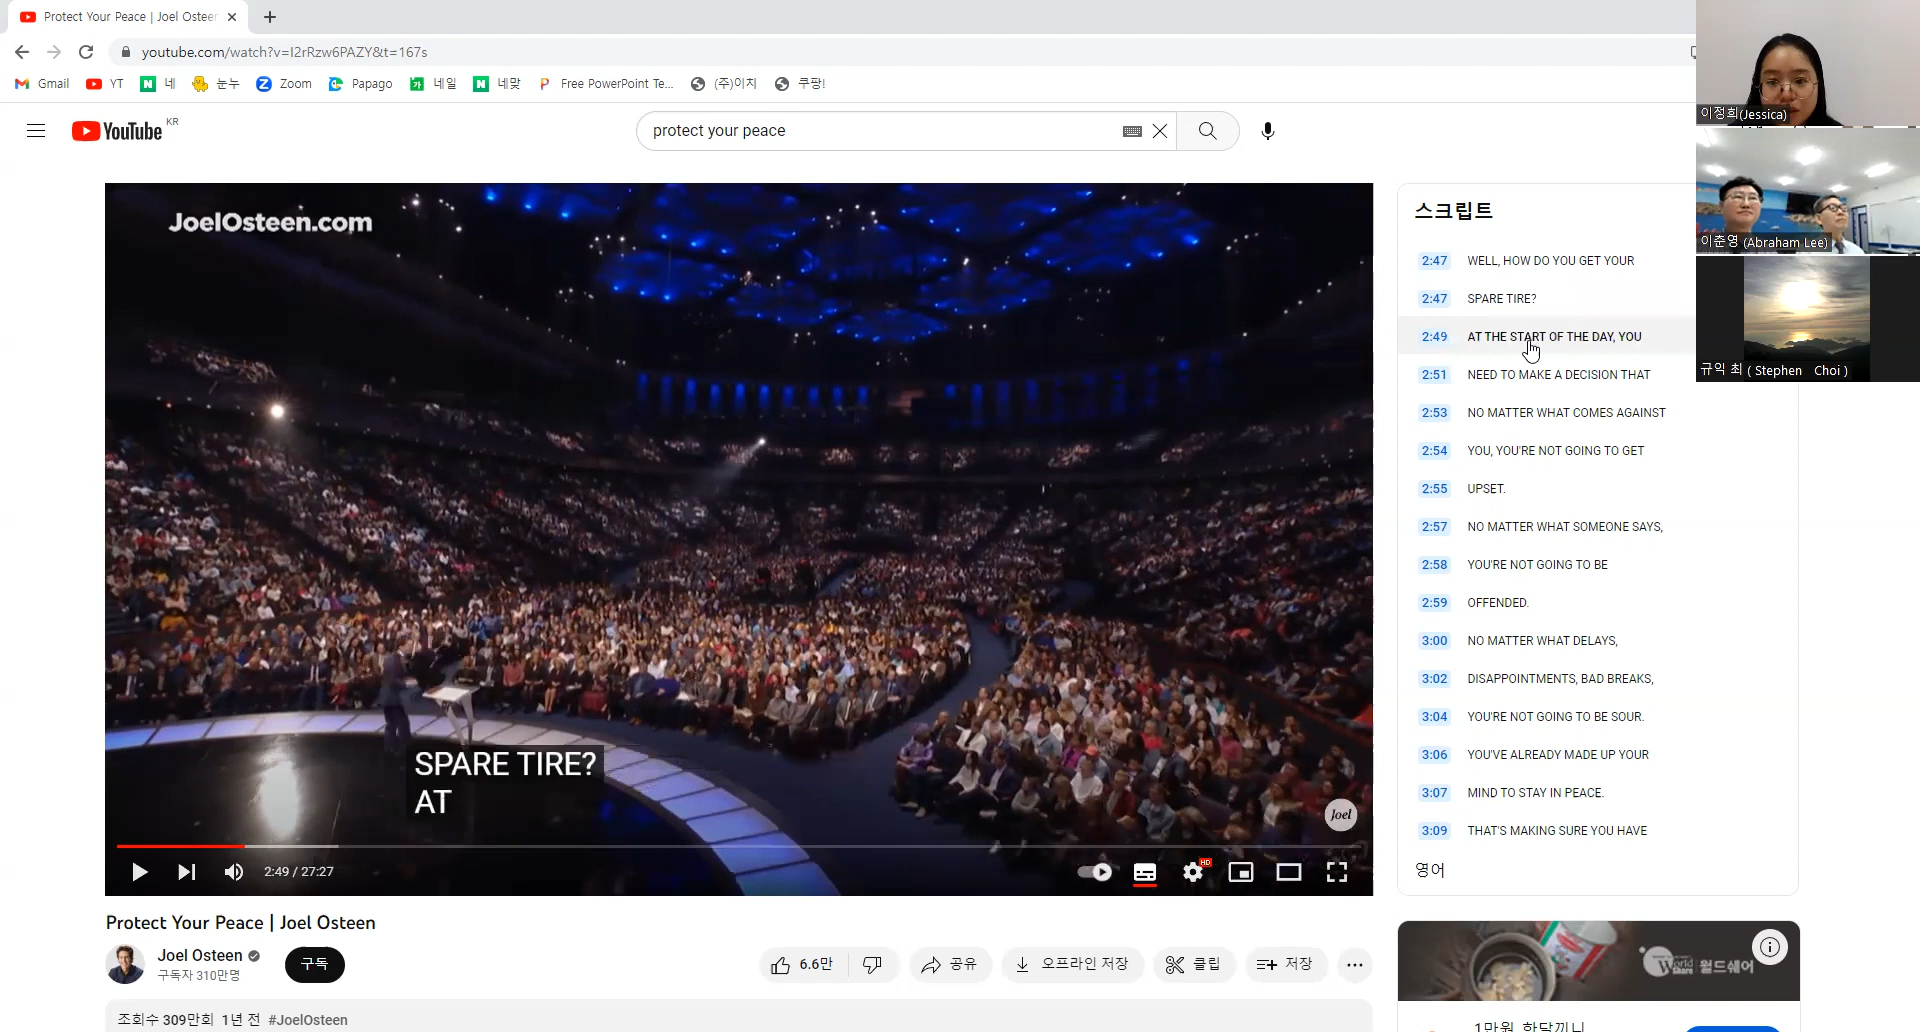 Protect Your Peace | Joel Osteen
youtube.com/watch?v=I2rRzw6PAZY&t=167s
Gmail
YT
네
눈누
Zoom
Papago
네일
네맞
Free PowerPoint Te...
(주)이치
쿠팡!
YouTube KR
protect your peace
이정희(Jessica)
이춘영 (Abraham Lee)
규익 최 ( Stephen Choi )
JoelOsteen.com
SPARE TIRE?
AT
Joel
2:49 / 27:27
HD
스크립트
2:47 WELL, HOW DO YOU GET YOUR
2:47 SPARE TIRE?
2:49 AT THE START OF THE DAY, YOU
2:51 NEED TO MAKE A DECISION THAT
2:53 NO MATTER WHAT COMES AGAINST
2:54 YOU, YOU'RE NOT GOING TO GET
2:55 UPSET.
2:57 NO MATTER WHAT SOMEONE SAYS,
2:58 YOU'RE NOT GOING TO BE
2:59 OFFENDED.
3:00 NO MATTER WHAT DELAYS,
3:02 DISAPPOINTMENTS, BAD BREAKS,
3:04 YOU'RE NOT GOING TO BE SOUR.
3:06 YOU'VE ALREADY MADE UP YOUR
3:07 MIND TO STAY IN PEACE.
3:09 THAT'S MAKING SURE YOU HAVE
영어
Protect Your Peace | Joel Osteen
Joel Osteen
구독자 310만명
구독
6.6만
공유
오프라인 저장
클립
저장
조회수 309만회 1년 전 #JoelOsteen
World Share 월드쉐어
1만원 한달끼니